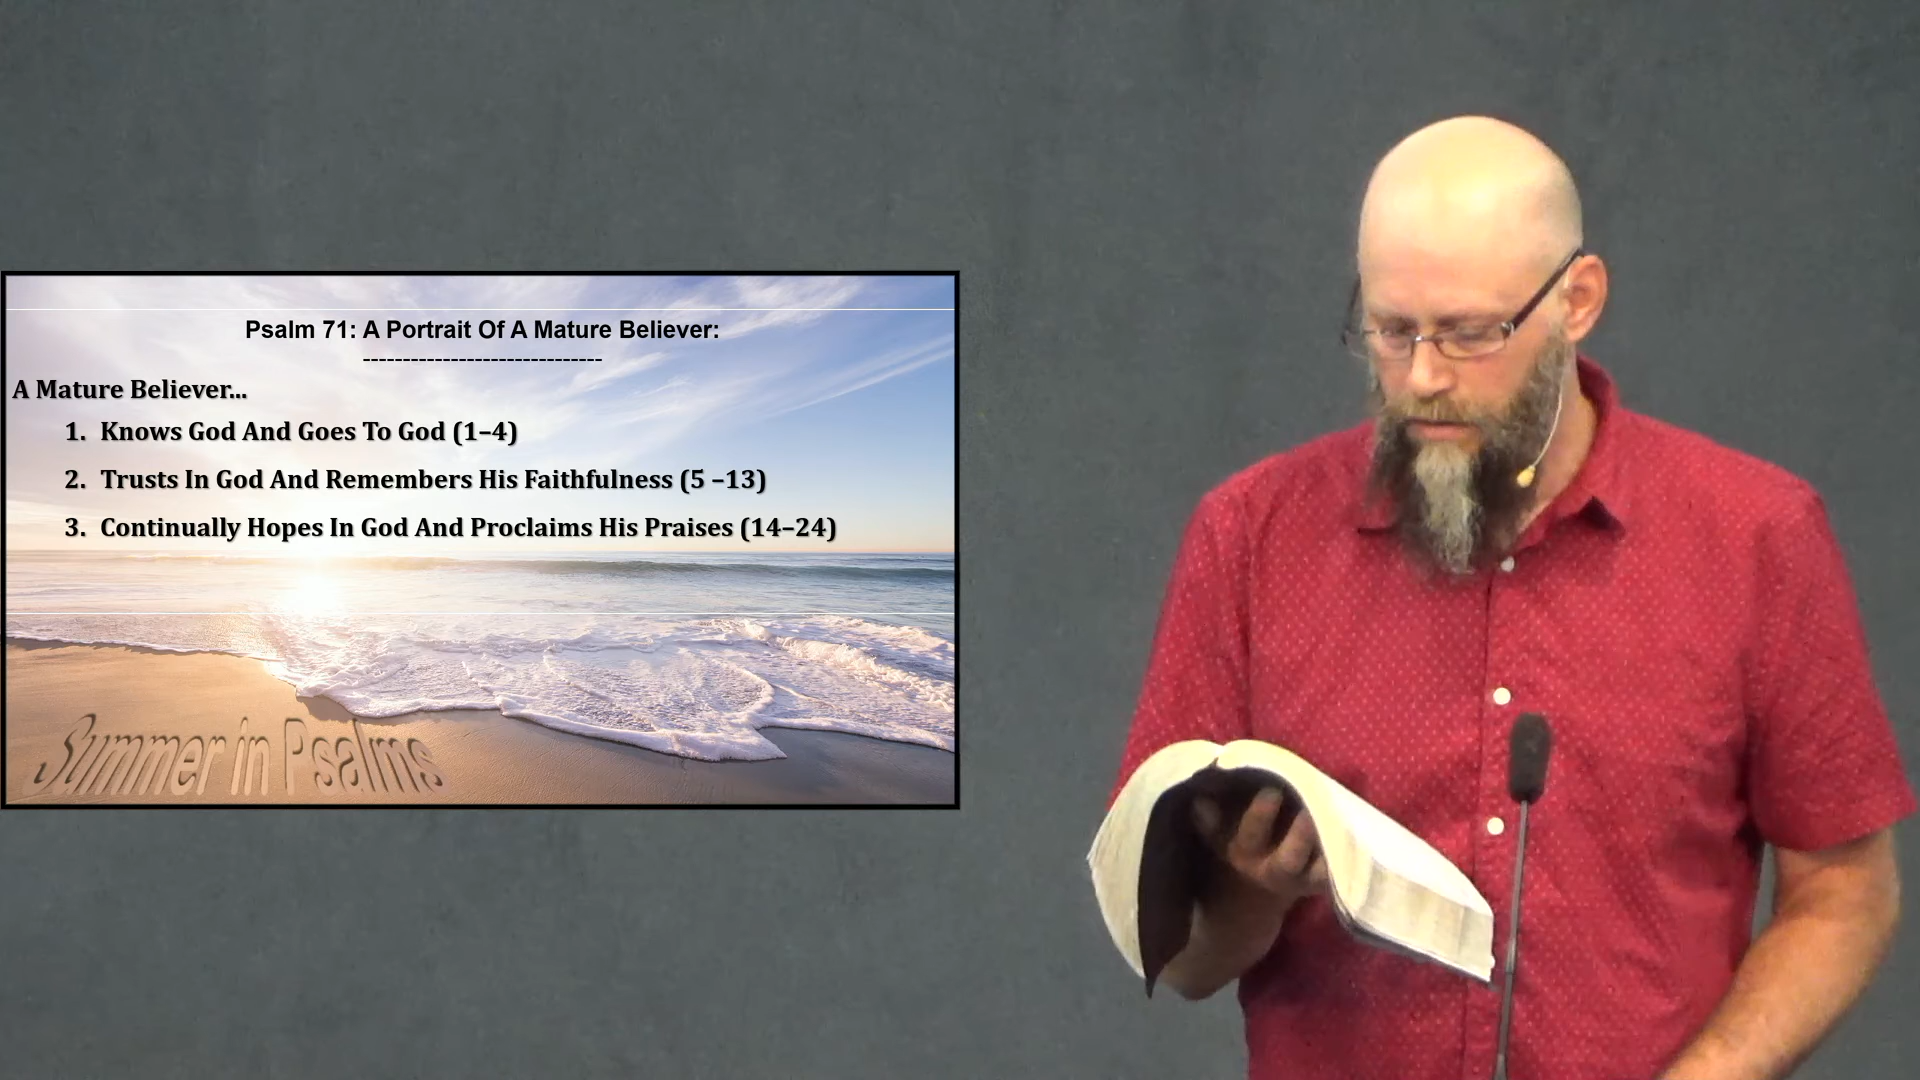 Psalm 71: A Portrait Of A Mature Believer:
------------------------------
A Mature Believer...
1. Knows God And Goes To God (1–4)
2. Trusts In God And Remembers His Faithfulness (5 –13)
3. Continually Hopes In God And Proclaims His Praises (14–24)
Summer in Psalms